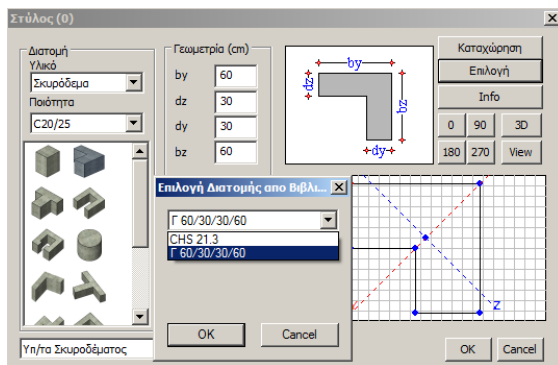 Στύλος (0)
Διατομή
Υλικό
Σκυρόδεμα
Ποιότητα
C20/25
Υπ/τα Σκυροδέματος
Γεωμετρία (cm)
by 60
dz 30
dy 30
bz 60
by
dz
bz
dy
Καταχώρηση
Επιλογή
Info
0 90 3D
180 270 View
Επιλογή Διατομής απο Βιβλι...
Γ 60/30/30/60
CHS 21.3
Γ 60/30/30/60
OK Cancel
z
OK Cancel